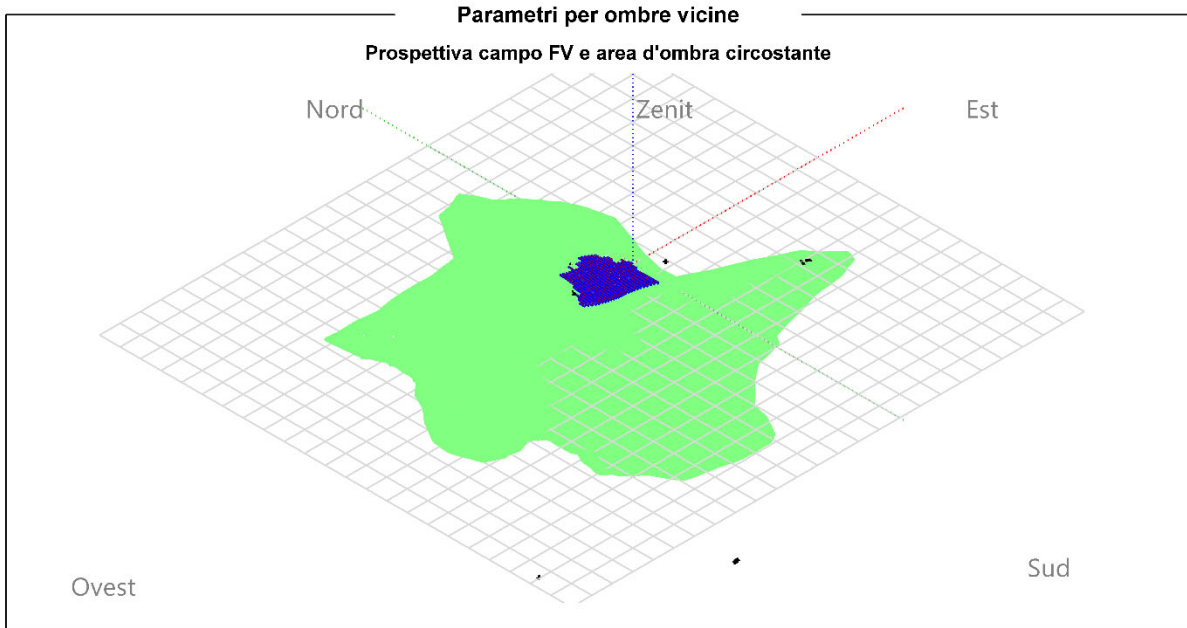 Parametri per ombre vicine
Prospettiva campo FV e area d'ombra circostante
Nord
Zenit
Est
Ovest
Sud